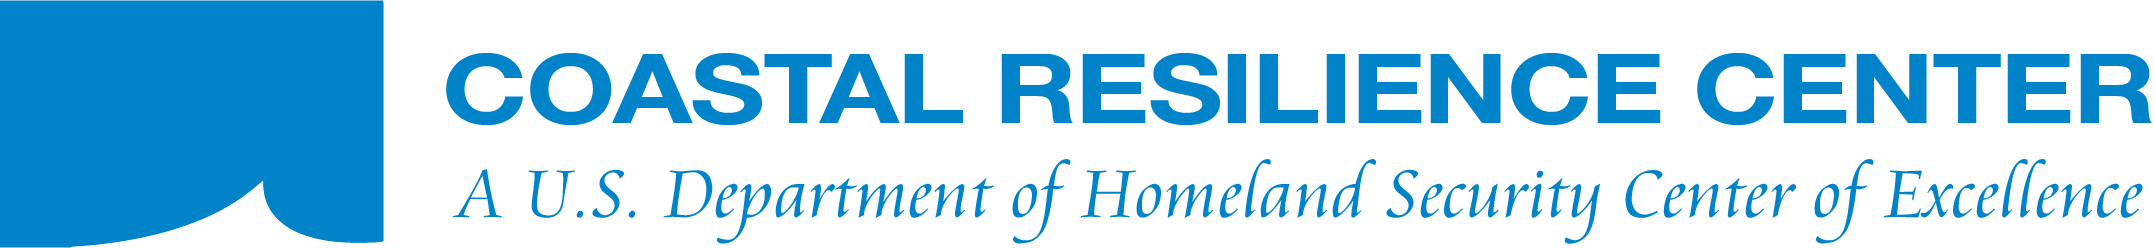 COASTAL RESILIENCE CENTER
A U.S. Department of Homeland Security Center of Excellence